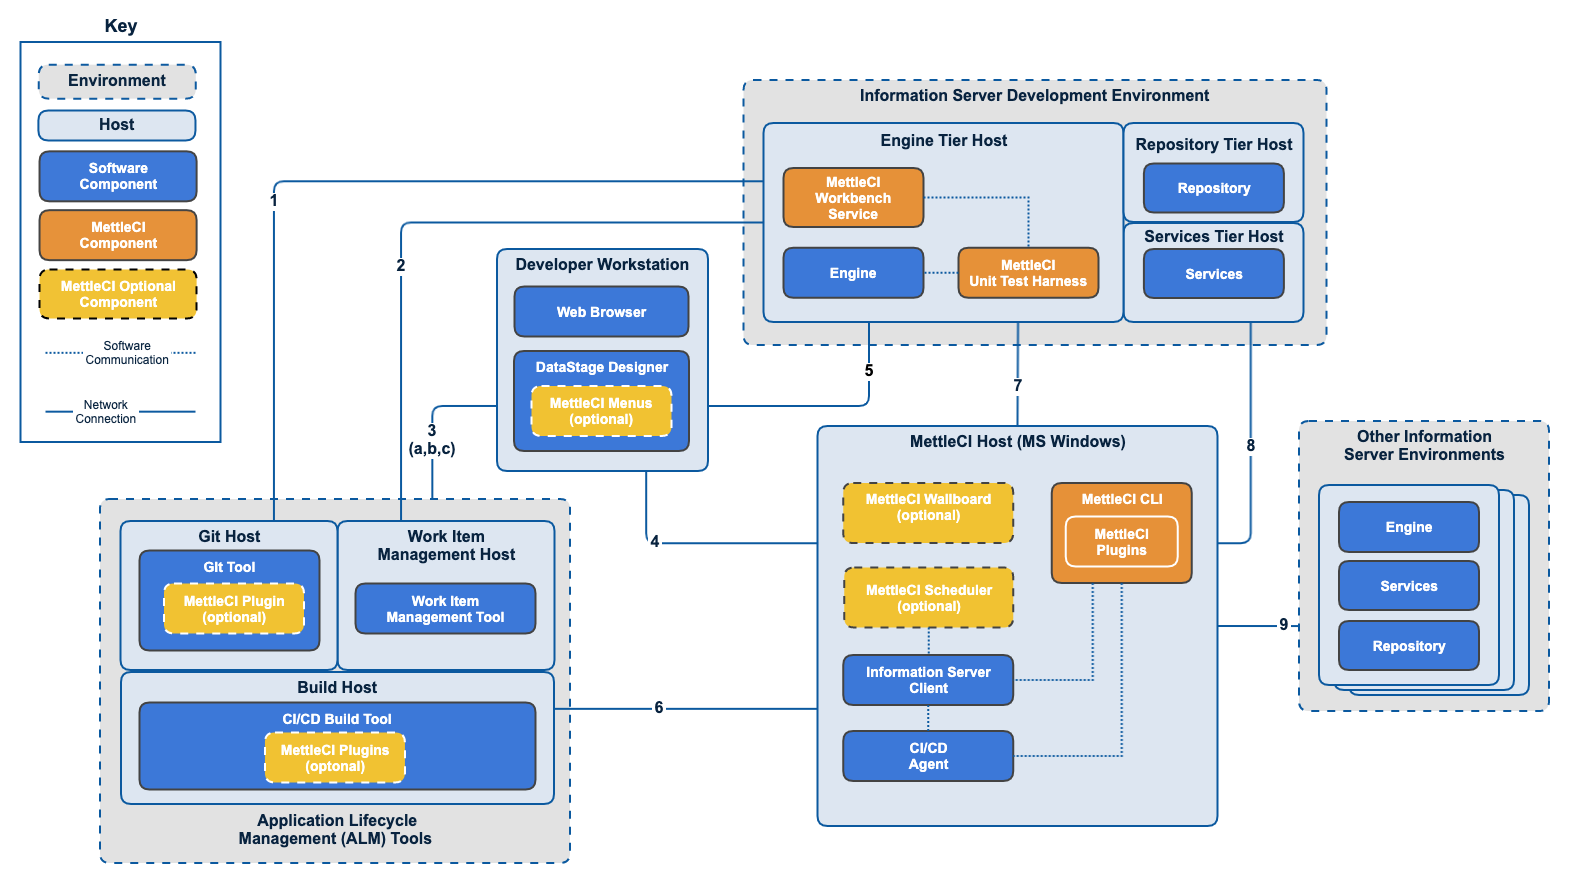 Key
Environment
Host
Software
Component
MettleCI
Component
MettleCI Optional
Component
Software
Communication
Network
Connection
Information Server Development Environment
Engine Tier Host
MettleCI
Workbench
Service
Engine
MettleCI
Unit Test Harness
Repository Tier Host
Repository
Services Tier Host
Services
1
2
3
(a,b,c)
Developer Workstation
Web Browser
DataStage Designer
MettleCI Menus
(optional)
5
7
8
4
6
9
MettleCI Host (MS Windows)
MettleCI Wallboard
(optional)
MettleCI CLI
MettleCI
Plugins
MettleCI Scheduler
(optional)
Information Server
Client
CI/CD
Agent
Other Information
Server Environments
Engine
Services
Repository
Git Host
Git Tool
MettleCI Plugin
(optional)
Work Item
Management Host
Work Item
Management Tool
Build Host
CI/CD Build Tool
MettleCI Plugins
(optonal)
Application Lifecycle
Management (ALM) Tools